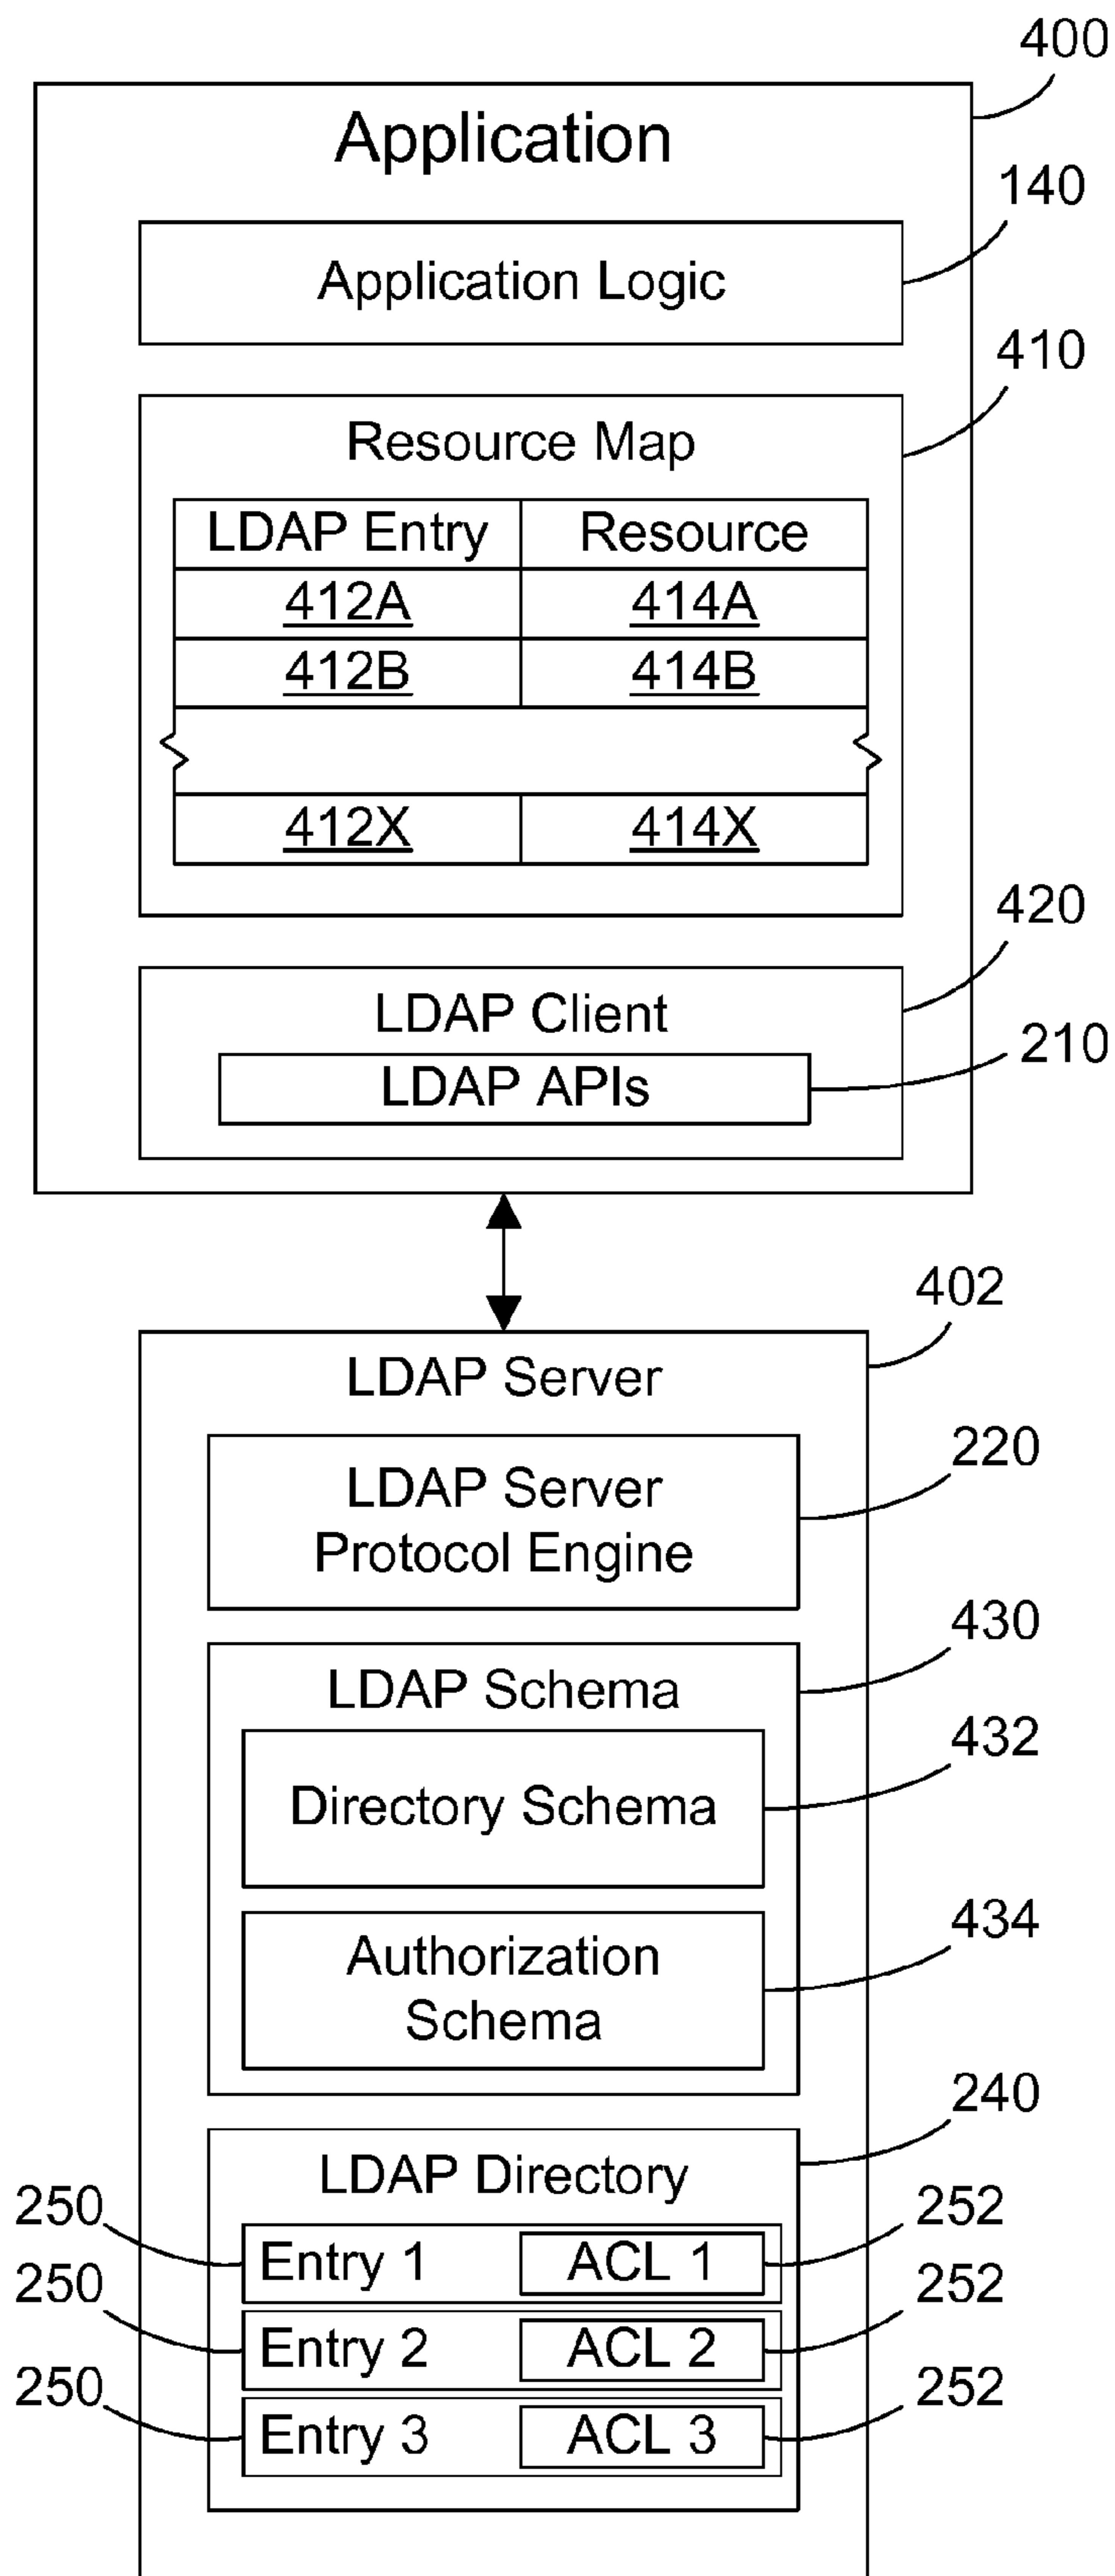 400
Application
140
Application Logic
410
Resource Map
LDAP Entry Resource
412A 414A
412B 414B
412X 414X
420
LDAP Client
210
LDAP APIs
402
LDAP Server
220
LDAP Server
Protocol Engine
430
LDAP Schema
432
Directory Schema
434
Authorization
Schema
240
LDAP Directory
250 252
Entry 1 ACL 1
250 252
Entry 2 ACL 2
250 252
Entry 3 ACL 3